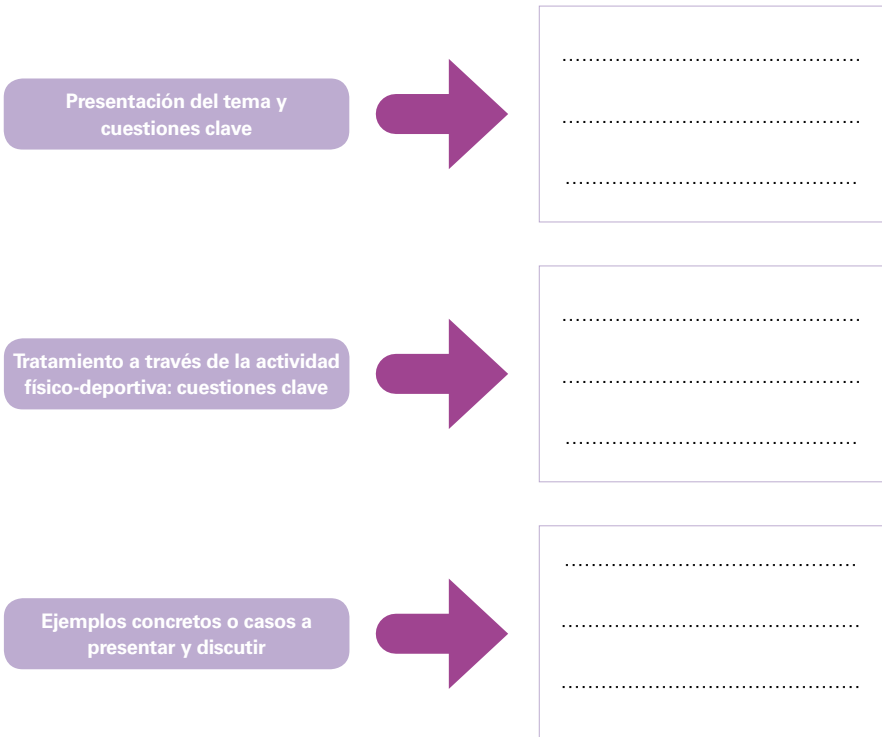 Presentación del tema y
cuestiones clave
Tratamiento a través de la actividad
físico-deportiva: cuestiones clave
Ejemplos concretos o casos a
presentar y discutir